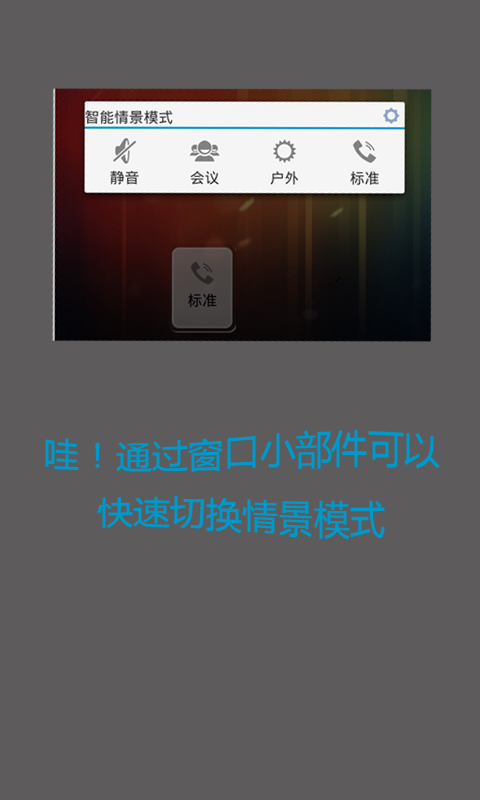 智能情景模式
静音 会议 户外 标准
标准
哇！通过窗口小部件可以
快速切换情景模式